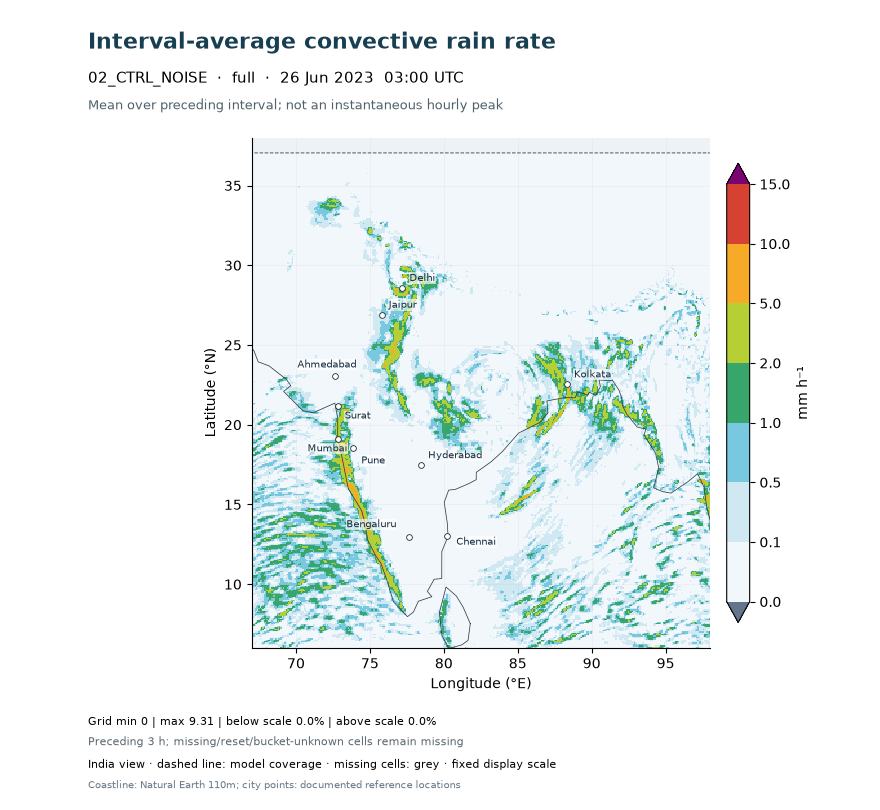 Interval-average convective rain rate
02_CTRL_NOISE · full · 26 Jun 2023 03:00 UTC
Mean over preceding interval; not an instantaneous hourly peak
35
30
25
20
15
10
Latitude (°N)
Delhi
Jaipur
Ahmedabad
Kolkata
Surat
Mumbai
Pune
Hyderabad
Bengaluru
Chennai
70
75
80
85
90
95
Longitude (°E)
15.0
10.0
5.0
2.0
1.0
0.5
0.1
0.0
mm h⁻¹
Grid min 0 | max 9.31 | below scale 0.0% | above scale 0.0%
Preceding 3 h; missing/reset/bucket-unknown cells remain missing
India view · dashed line: model coverage · missing cells: grey · fixed display scale
Coastline: Natural Earth 110m; city points: documented reference locations